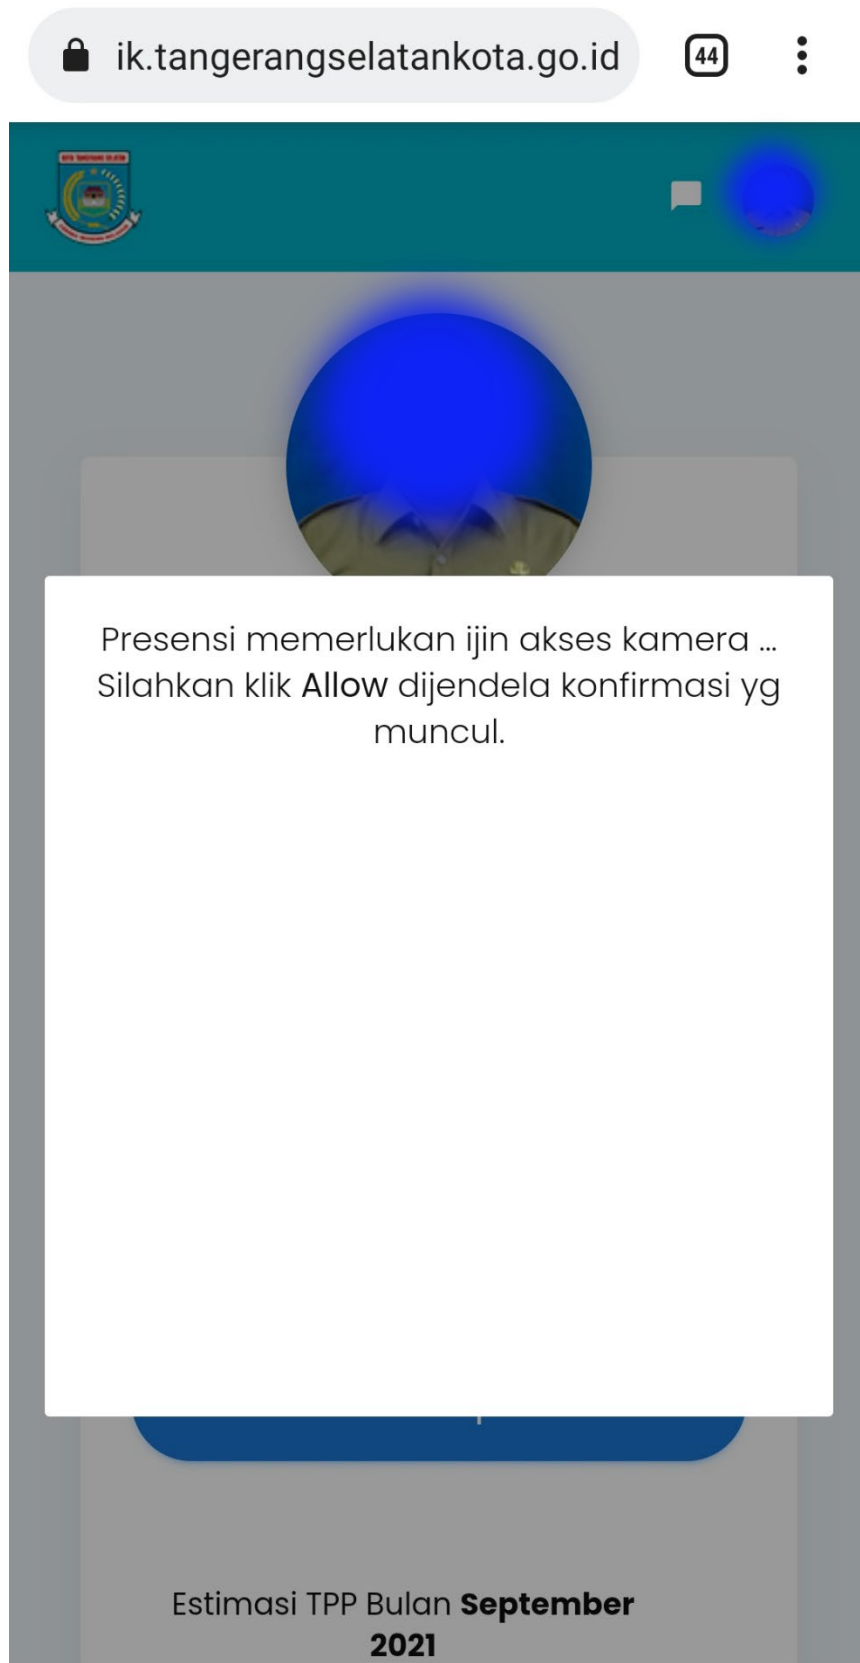 ik.tangerangselatankota.go.id
44
Presensi memerlukan ijin akses kamera ...
Silahkan klik Allow dijendela konfirmasi yg
muncul.
Estimasi TPP Bulan September
2021